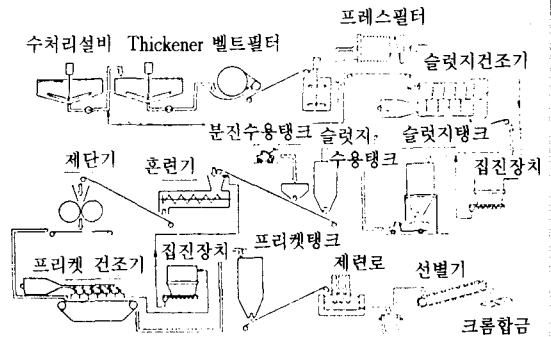 프레스필터
수처리설비 Thickener 벨트필터
슬럿지건조기
분진수용탱크 슬럿지 슬럿지탱크
수용탱크
제단기 혼련기 집진장치
집진장치 프리켓탱크
프리켓 건조기 제련로 선별기
크롬합금